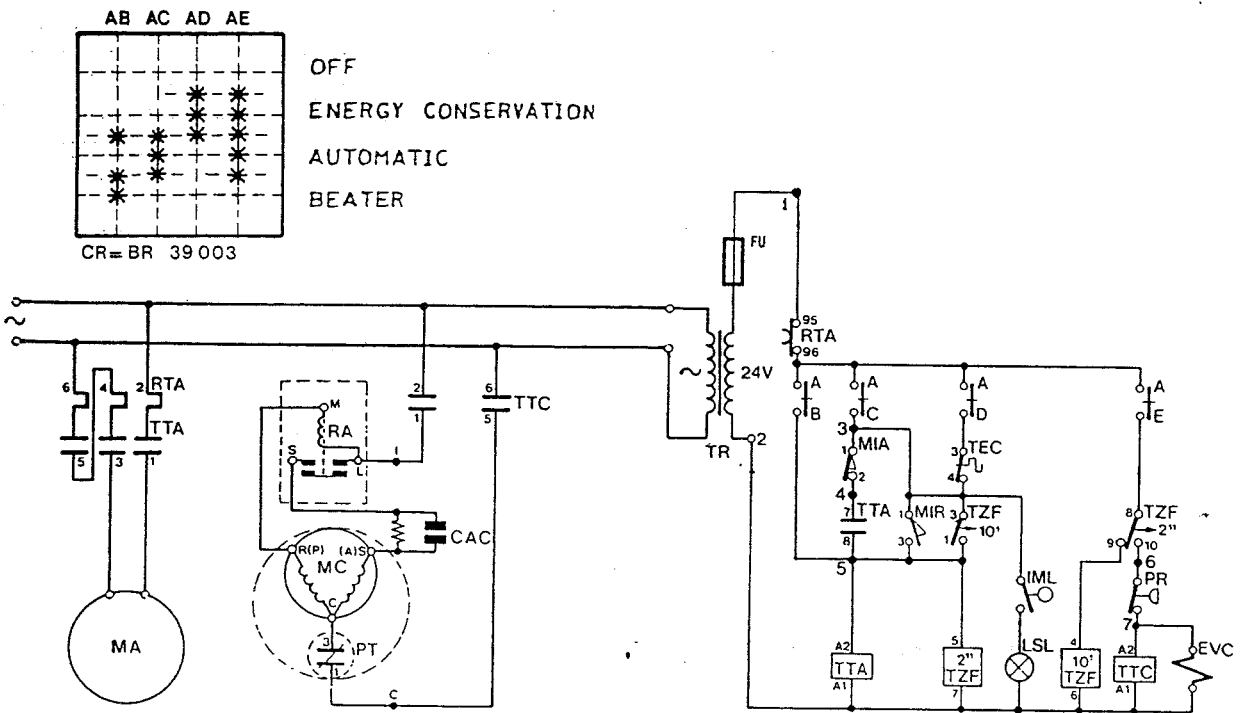 AB AC AD AE
OFF
ENERGY CONSERVATION
AUTOMATIC
BEATER
CR=BR 39003
1
FU
95
RTA
96
24V
2
TR
A
B
A
C
A
D
A
E
3
1
MIA
2
4
7
TTA
8
5
1
MIR
3
3
TEC
4
3
TZF
10'
1
8
TZF
2"
9
10
6
PR
7
IML
LSL
EVC
A2
TTA
A1
5
2"
TZF
7
4
10'
TZF
6
A2
TTC
A1
6
4
2
RTA
TTA
5
3
1
MA
M
RA
S
L
I
2
1
6
TTC
5
CAC
R(P)
(A)S
MC
C
3
PT
1
C